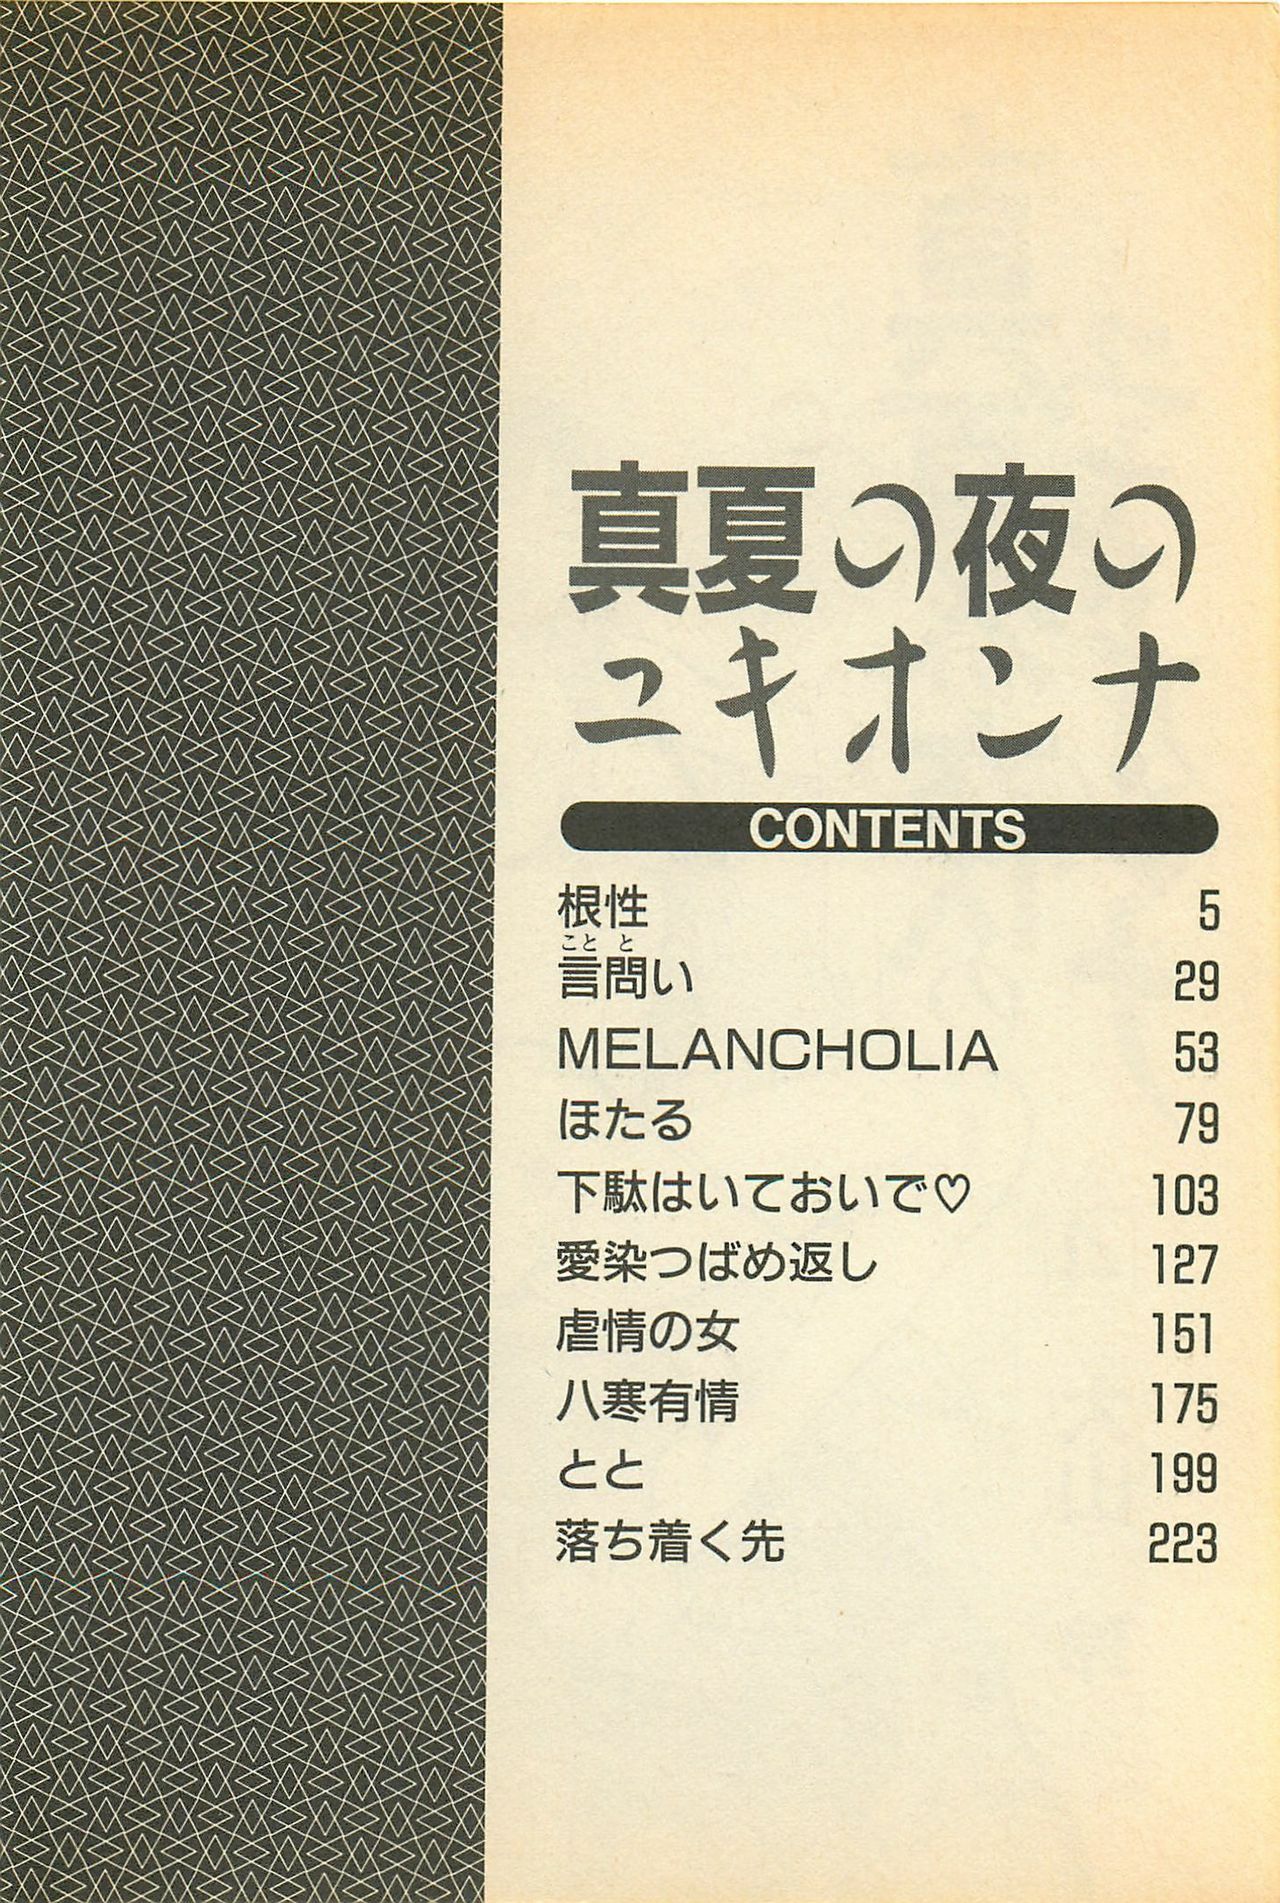 真夏の夜の
ユキオンナ
CONTENTS
根性 5
こと と
言問い 29
MELANCHOLIA 53
ほたる 79
下駄はいておいで♡ 103
愛染つばめ返し 127
虐情の女 151
八寒有情 175
とと 199
落ち着く先 223